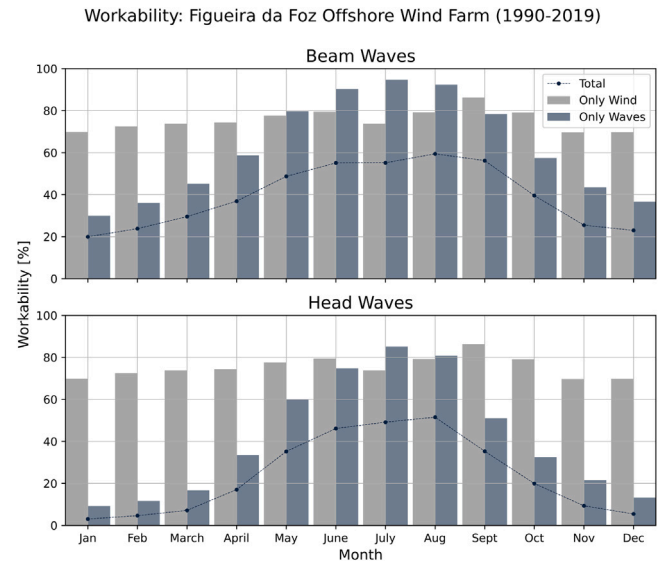 Workability: Figueira da Foz Offshore Wind Farm (1990-2019)
Beam Waves
100
80
60
40
20
0
Total
Only Wind
Only Waves
Workability [%]
Head Waves
100
80
60
40
20
0
Jan Feb March April May June July Aug Sept Oct Nov Dec
Month